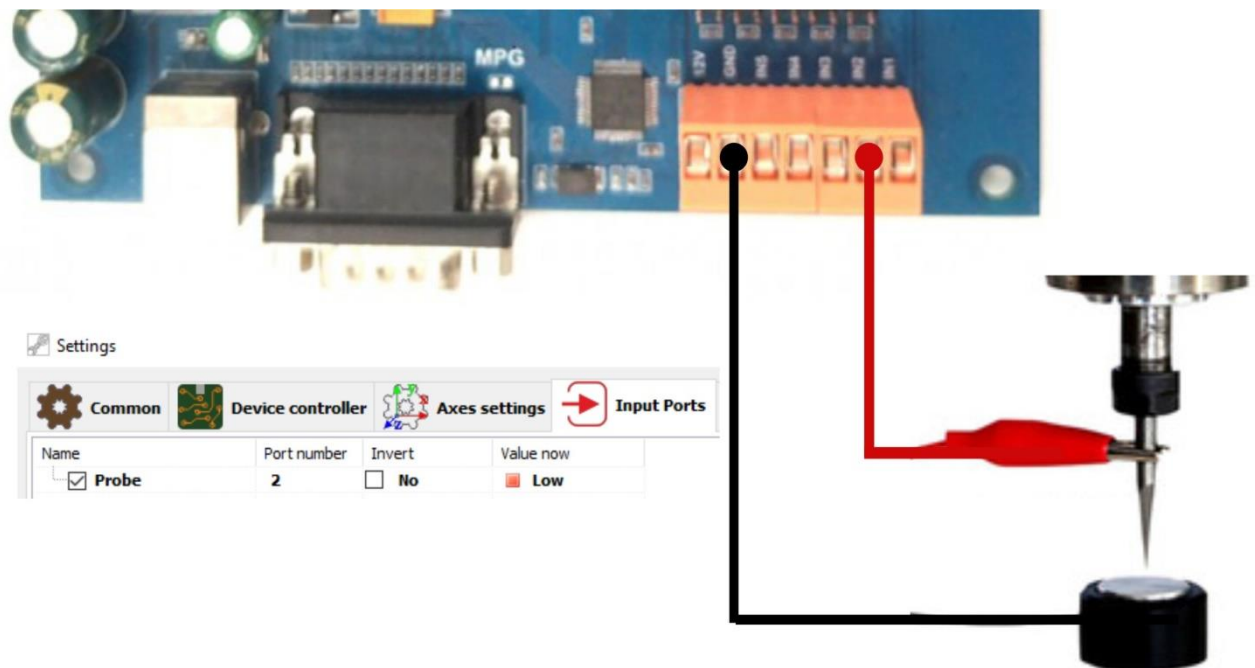 MPG
12V
GND
IN5
IN4
IN3
IN2
IN1
Settings
Common Device controller Axes settings Input Ports
Name Port number Invert Value now
Probe 2 No Low